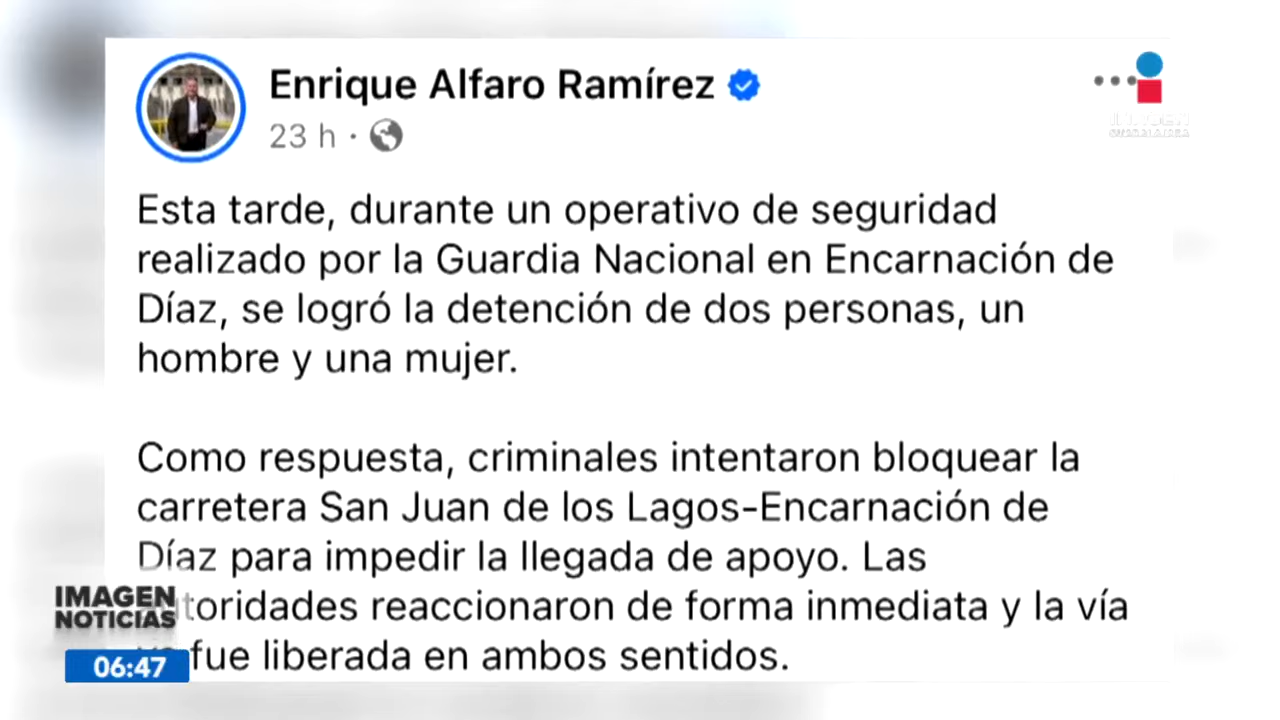 Enrique Alfaro Ramírez
23 h ·
Esta tarde, durante un operativo de seguridad
realizado por la Guardia Nacional en Encarnación de
Díaz, se logró la detención de dos personas, un
hombre y una mujer.
Como respuesta, criminales intentaron bloquear la
carretera San Juan de los Lagos-Encarnación de
Díaz para impedir la llegada de apoyo. Las
toridades reaccionaron de forma inmediata y la vía
fue liberada en ambos sentidos.
IMAGEN
NOTICIAS
06:47